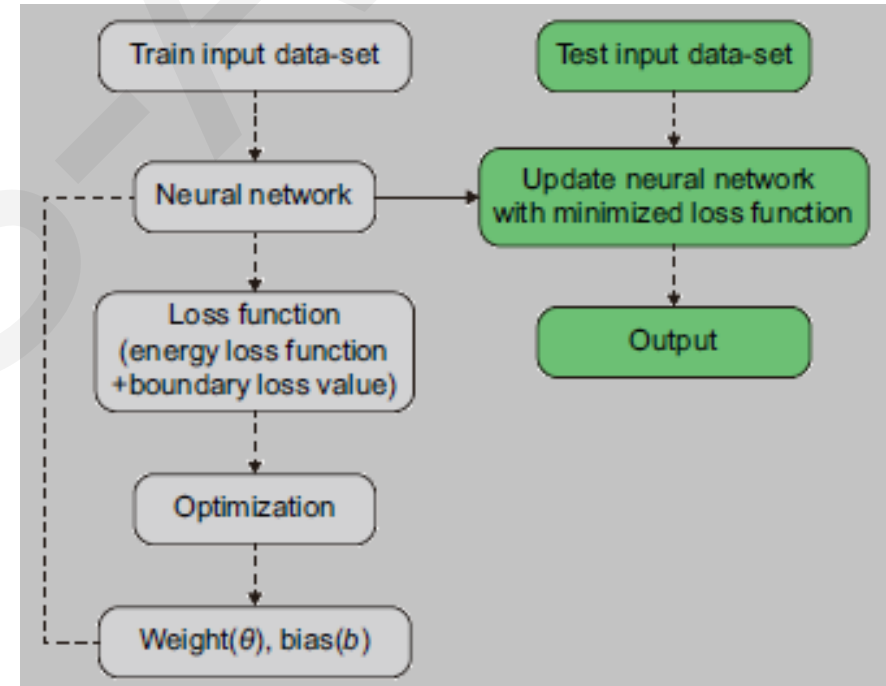 Train input data-set
Neural network
Loss function
(energy loss function
+boundary loss value)
Optimization
Weight(θ), bias(b)
Test input data-set
Update neural network
with minimized loss function
Output